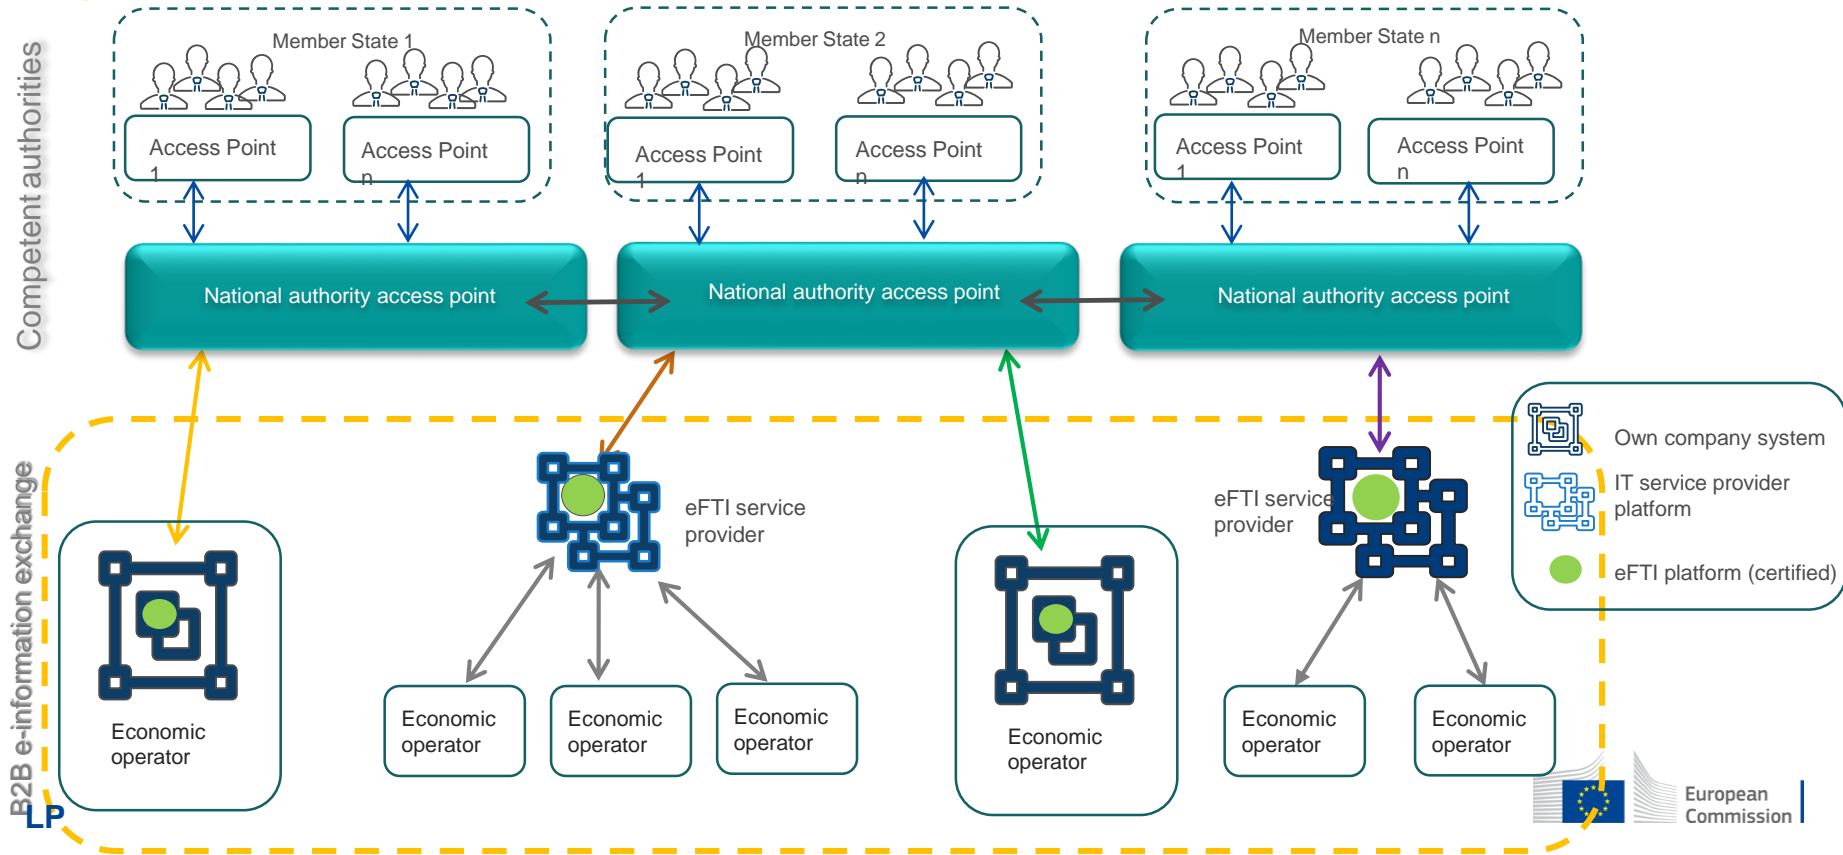 Competent authorities
Member State 1
Access Point
1
Access Point
n
Member State 2
Access Point
1
Access Point
n
Member State n
Access Point
1
Access Point
n
National authority access point
National authority access point
National authority access point
B2B e-information exchange
Economic
operator
eFTI service
provider
Economic
operator
Economic
operator
Economic
operator
Economic
operator
eFTI service
provider
Economic
operator
Economic
operator
Own company system
IT service provider
platform
eFTI platform (certified)
LP
European
Commission